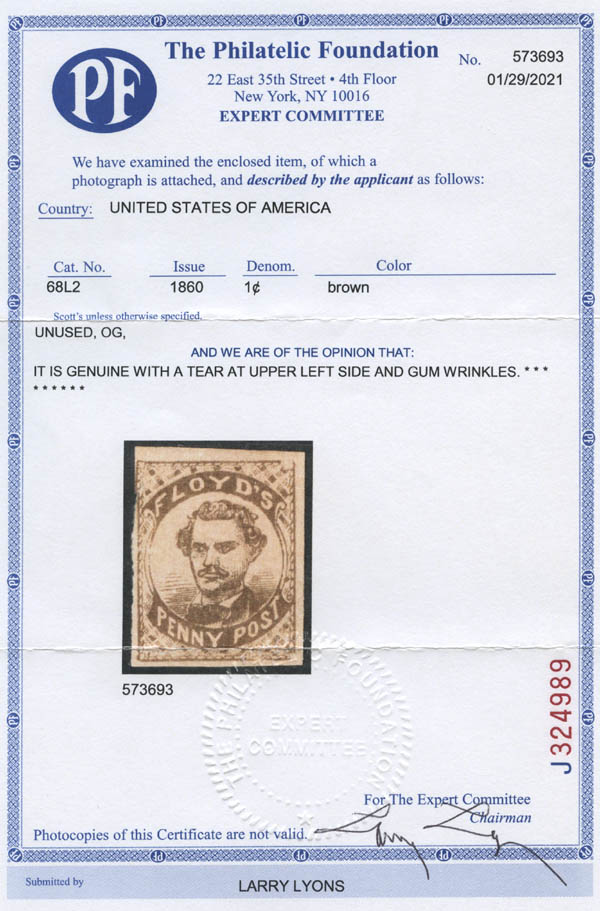 PF
The Philatelic Foundation
No. 573693
22 East 35th Street • 4th Floor
01/29/2021
New York, NY 10016
EXPERT COMMITTEE
We have examined the enclosed item, of which a
photograph is attached, and described by the applicant as follows:
Country: UNITED STATES OF AMERICA
Cat. No. Issue Denom. Color
68L2 1860 1¢ brown
Scott's unless otherwise specified.
UNUSED, OG,
AND WE ARE OF THE OPINION THAT:
IT IS GENUINE WITH A TEAR AT UPPER LEFT SIDE AND GUM WRINKLES. * * *
* * * * * *
FLOYD'S
PENNY POST
573693
THE PHILATELIC FOUNDATION
EXPERT
COMMITTEE
J324989
For The Expert Committee
Chairman
Photocopies of this Certificate are not valid.
Larry Lyons
Submitted by
LARRY LYONS